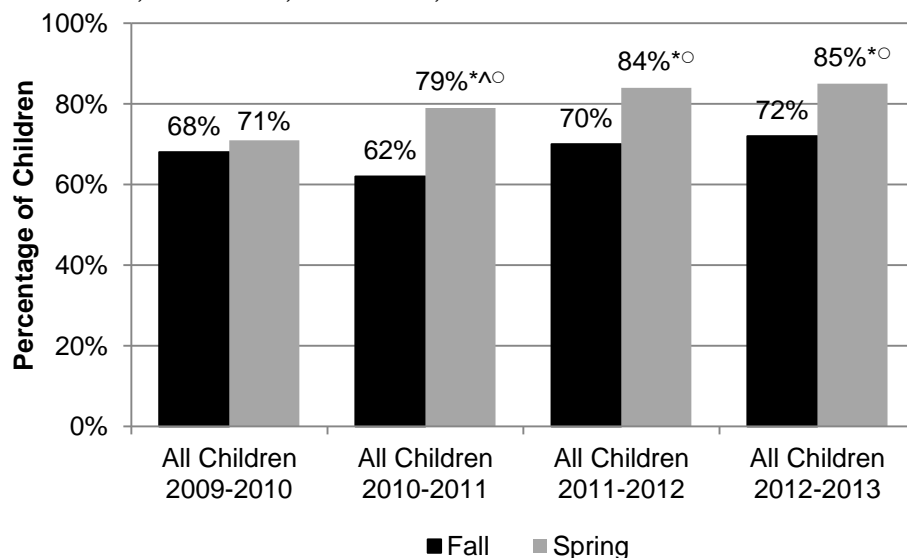 100%
80%
60%
40%
20%
0%
Percentage of Children
68%
71%
62%
79%*^○
70%
84%*○
72%
85%*○
All Children
2009-2010
All Children
2010-2011
All Children
2011-2012
All Children
2012-2013
Fall
Spring